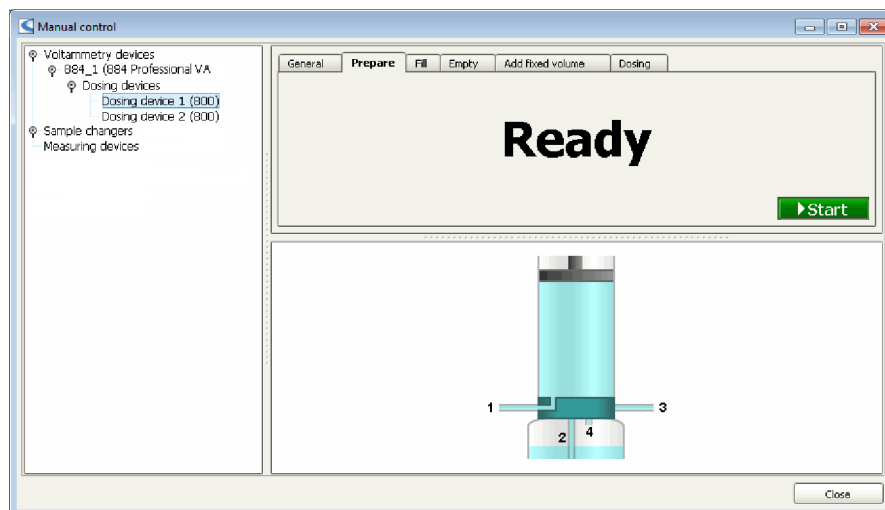 Manual control
Voltammetry devices
884_1 (884 Professional VA
Dosing devices
Dosing device 1 (800)
Dosing device 2 (800)
Sample changers
Measuring devices
General Prepare Fill Empty Add fixed volume Dosing
Ready
Start
1 3
2 4
Close